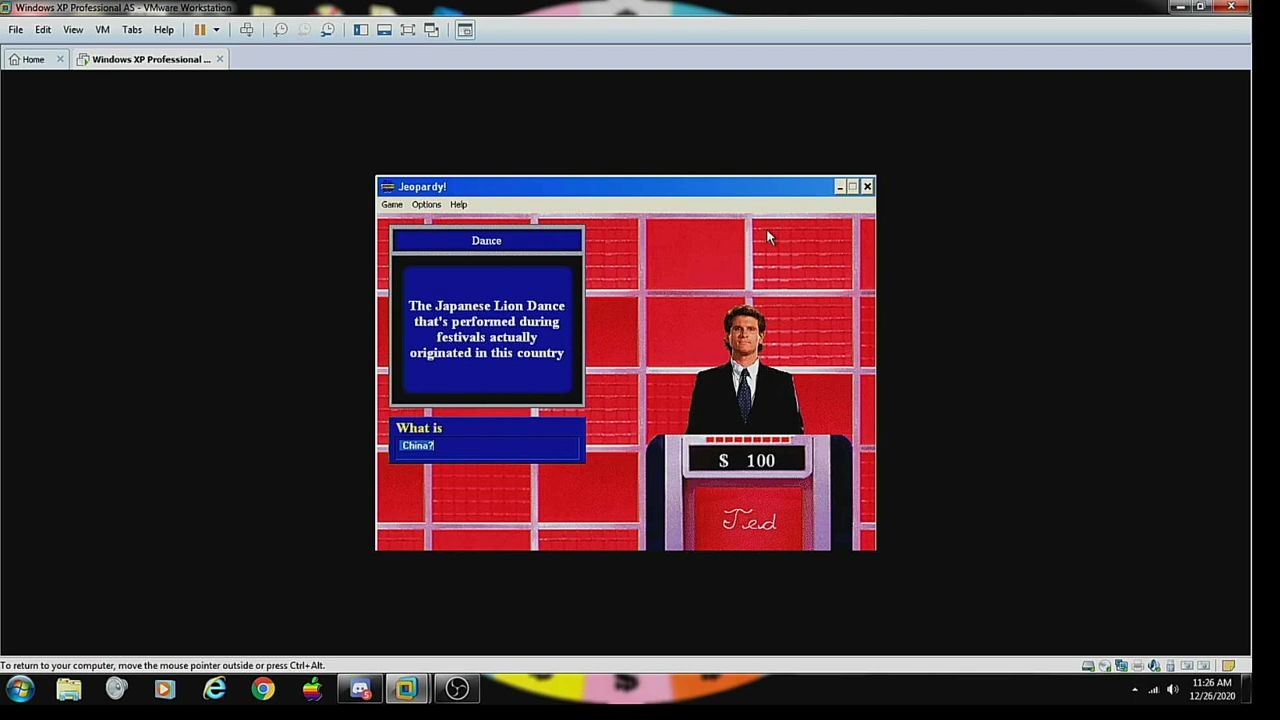 Windows XP Professional AS - VMware Workstation
File Edit View VM Tabs Help
Home Windows XP Professional ...
Jeopardy!
Game Options Help
Dance
The Japanese Lion Dance
that's performed during
festivals actually
originated in this country
What is
China?
$ 100
Ted
To return to your computer, move the mouse pointer outside or press Ctrl+Alt.
11:26 AM
12/26/2020